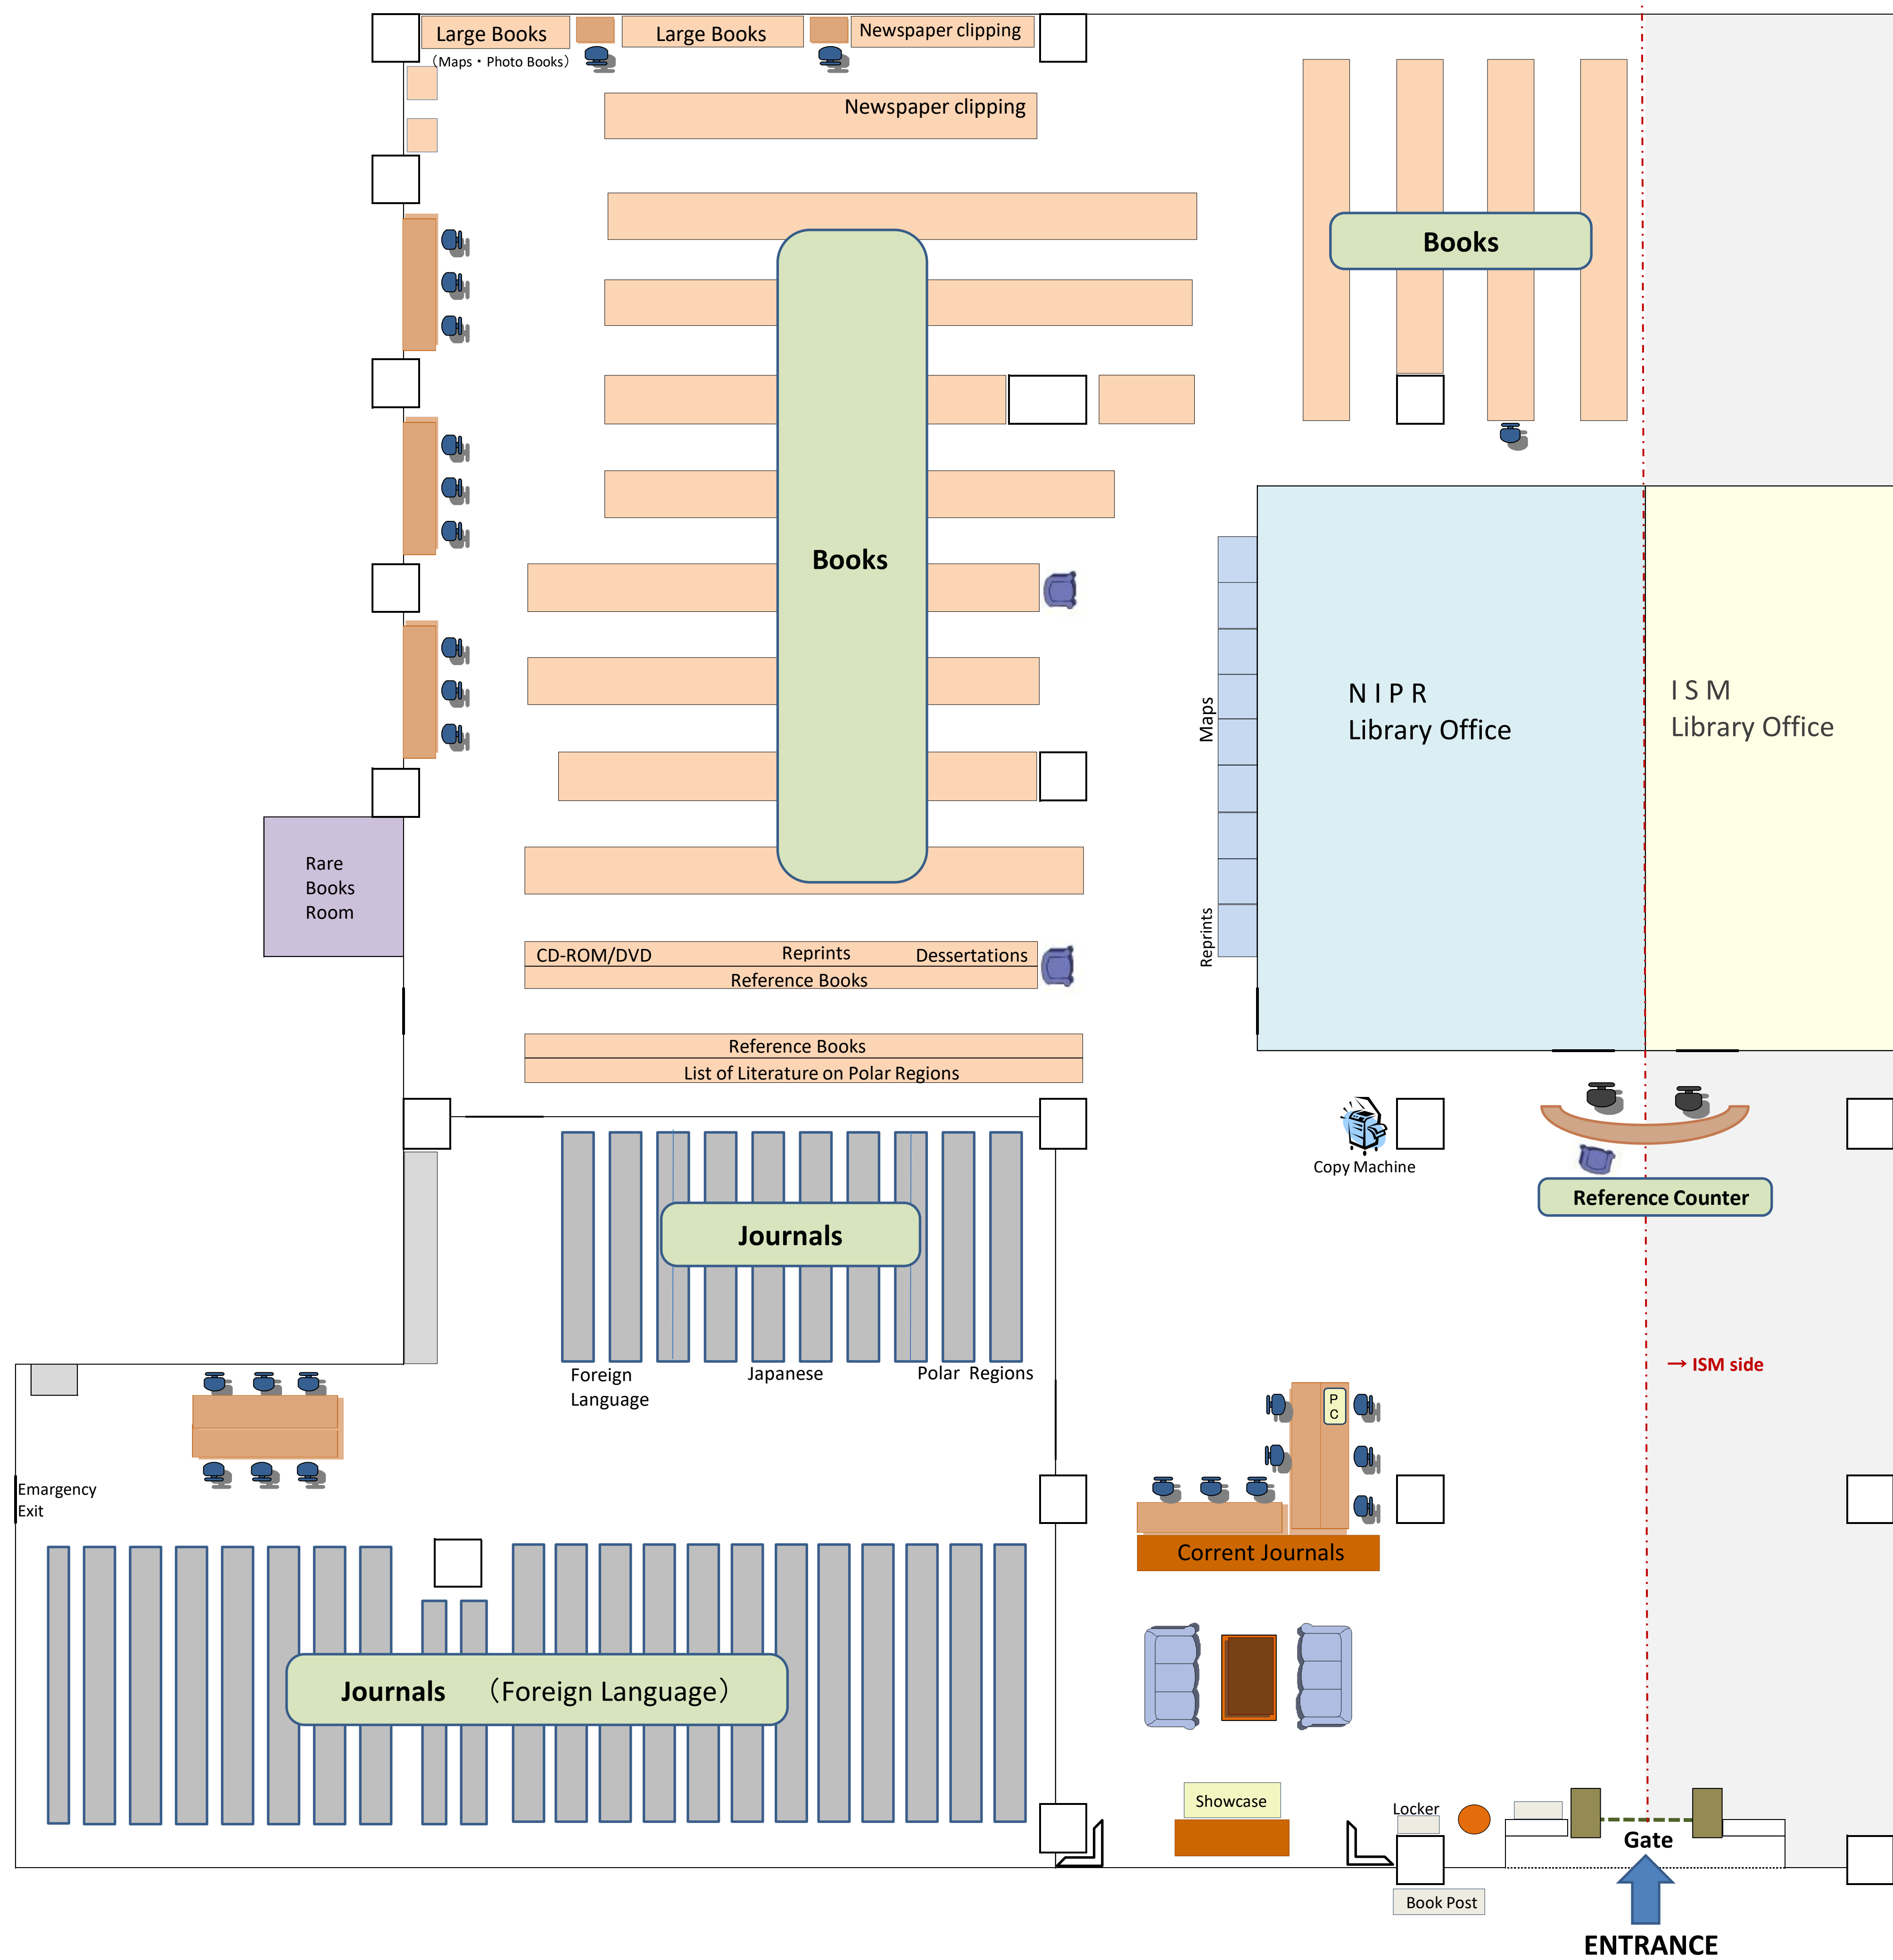 Large Books
Large Books
Newspaper clipping
（Maps・Photo Books）
Newspaper clipping
Books
Books
N I P R
Library Office
I S M
Library Office
Maps
Rare
Books
Room
Reprints
CD-ROM/DVD
Reprints
Dessertations
Reference Books
Reference Books
List of Literature on Polar Regions
Copy Machine
Reference Counter
Journals
Foreign
Language
Japanese
Polar Regions
→ ISM side
P
C
Emargency
Exit
Corrent Journals
Journals （Foreign Language）
Showcase
Locker
Gate
Book Post
ENTRANCE